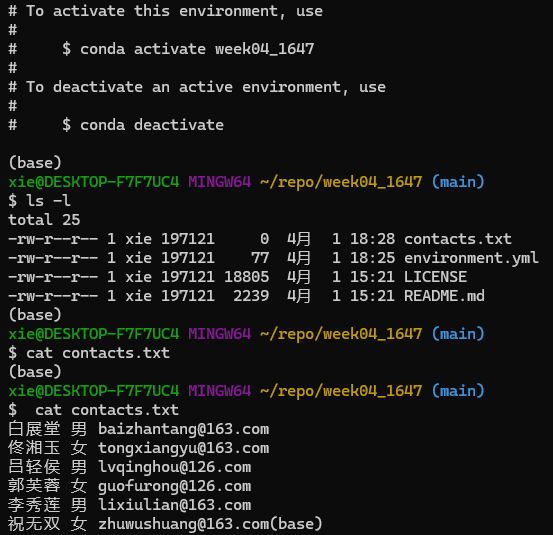 # To activate this environment, use
#
#     $ conda activate week04_1647
#
# To deactivate an active environment, use
#
#     $ conda deactivate

(base)
xie@DESKTOP-F7F7UC4 MINGW64 ~/repo/week04_1647 (main)
$ ls -l
total 25
-rw-r--r-- 1 xie 197121     0  4月  1 18:28 contacts.txt
-rw-r--r-- 1 xie 197121    77  4月  1 18:25 environment.yml
-rw-r--r-- 1 xie 197121 18805  4月  1 15:21 LICENSE
-rw-r--r-- 1 xie 197121  2239  4月  1 15:21 README.md
(base)
xie@DESKTOP-F7F7UC4 MINGW64 ~/repo/week04_1647 (main)
$ cat contacts.txt
(base)
xie@DESKTOP-F7F7UC4 MINGW64 ~/repo/week04_1647 (main)
$  cat contacts.txt
白展堂 男 baizhantang@163.com
佟湘玉 女 tongxiangyu@163.com
吕轻侯 男 lvqinghou@126.com
郭芙蓉 女 guofurong@126.com
李秀莲 男 lixiulian@163.com
祝无双 女 zhuwushuang@163.com(base)